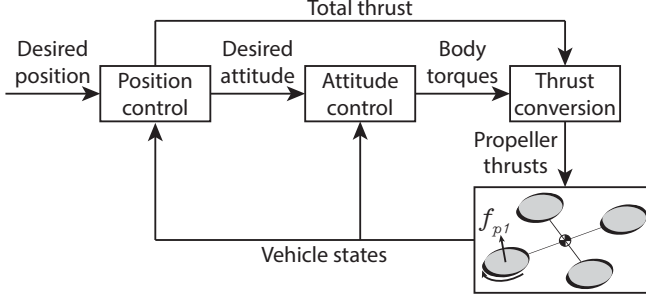 Total thrust
Desired
position
Position
control
Desired
attitude
Attitude
control
Body
torques
Thrust
conversion
Propeller
thrusts
f_p1
Vehicle states